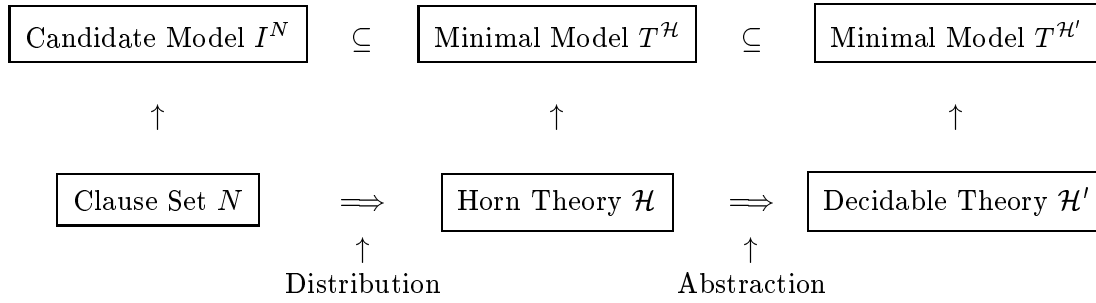 Candidate Model I^N ⊆ Minimal Model T^ℋ ⊆ Minimal Model T^ℋ'
↑ ↑ ↑
Clause Set N ⟹ Horn Theory ℋ ⟹ Decidable Theory ℋ'
↑ ↑
Distribution Abstraction